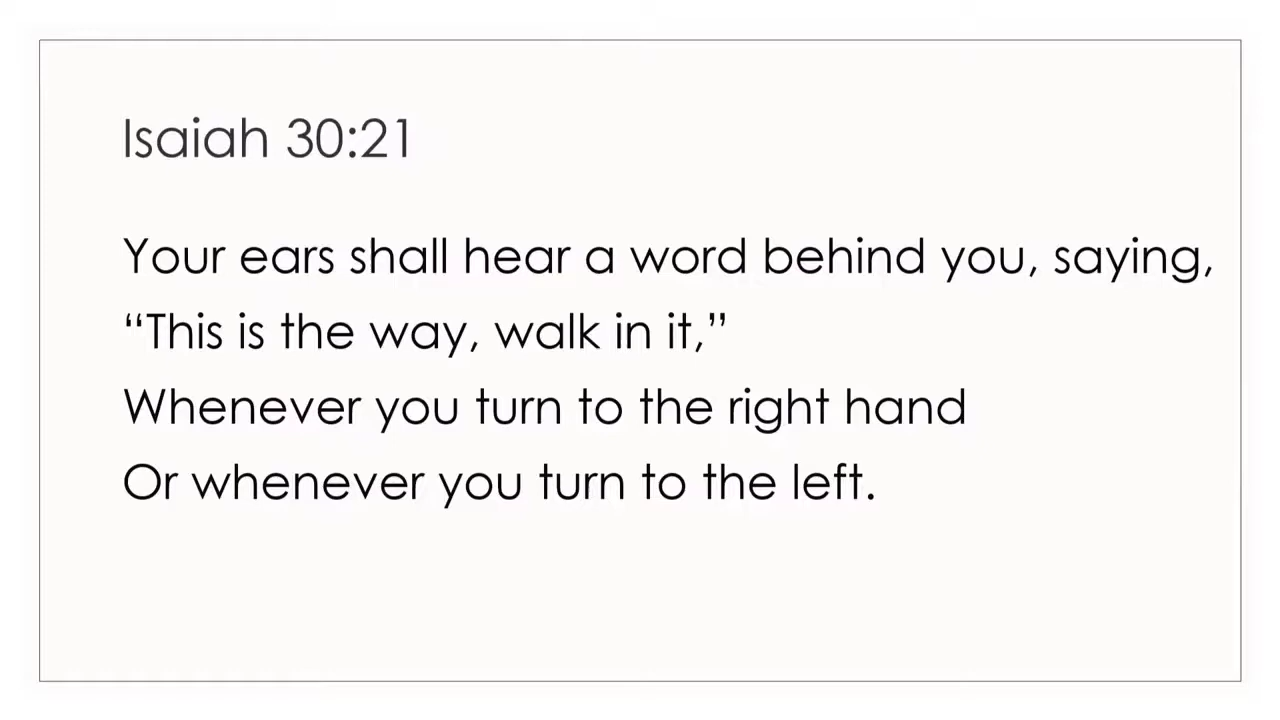 Isaiah 30:21
Your ears shall hear a word behind you, saying,
“This is the way, walk in it,”
Whenever you turn to the right hand
Or whenever you turn to the left.